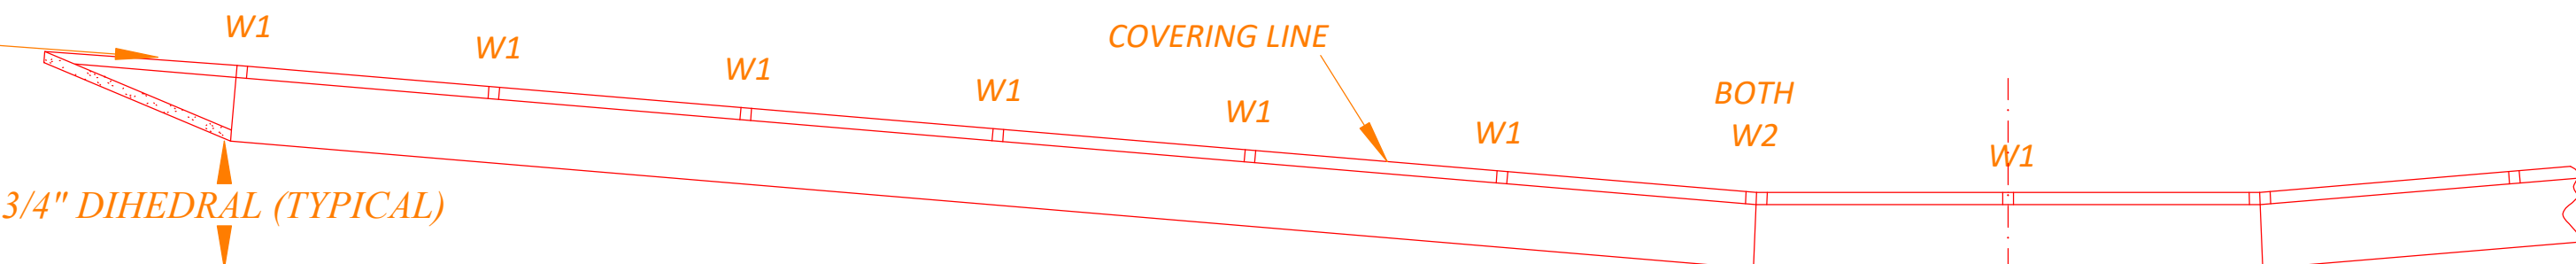 W1
W1
W1
W1
W1
W1
COVERING LINE
BOTH
W2
W1
3/4" DIHEDRAL (TYPICAL)